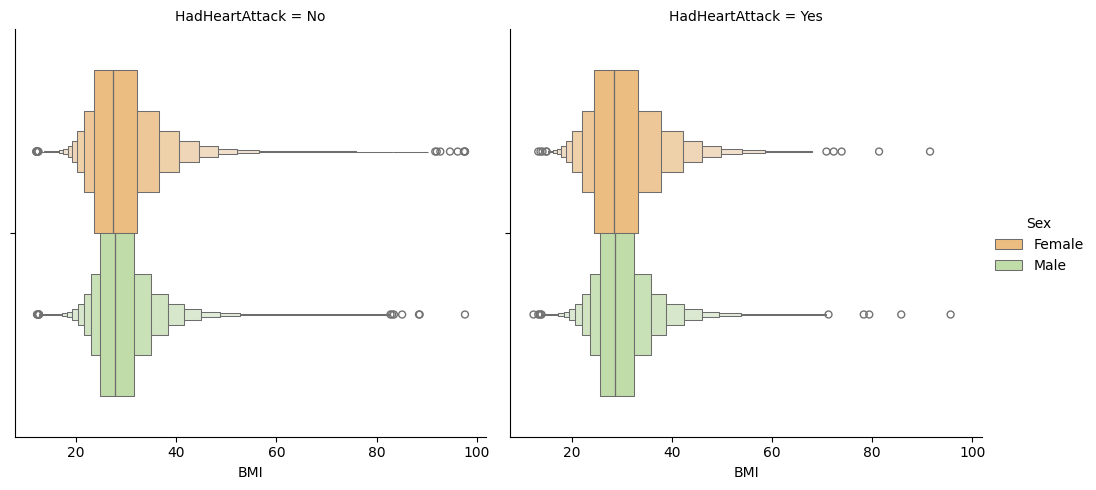 HadHeartAttack = No
HadHeartAttack = Yes
Sex
Female
Male
20 40 60 80 100
20 40 60 80 100
BMI
BMI